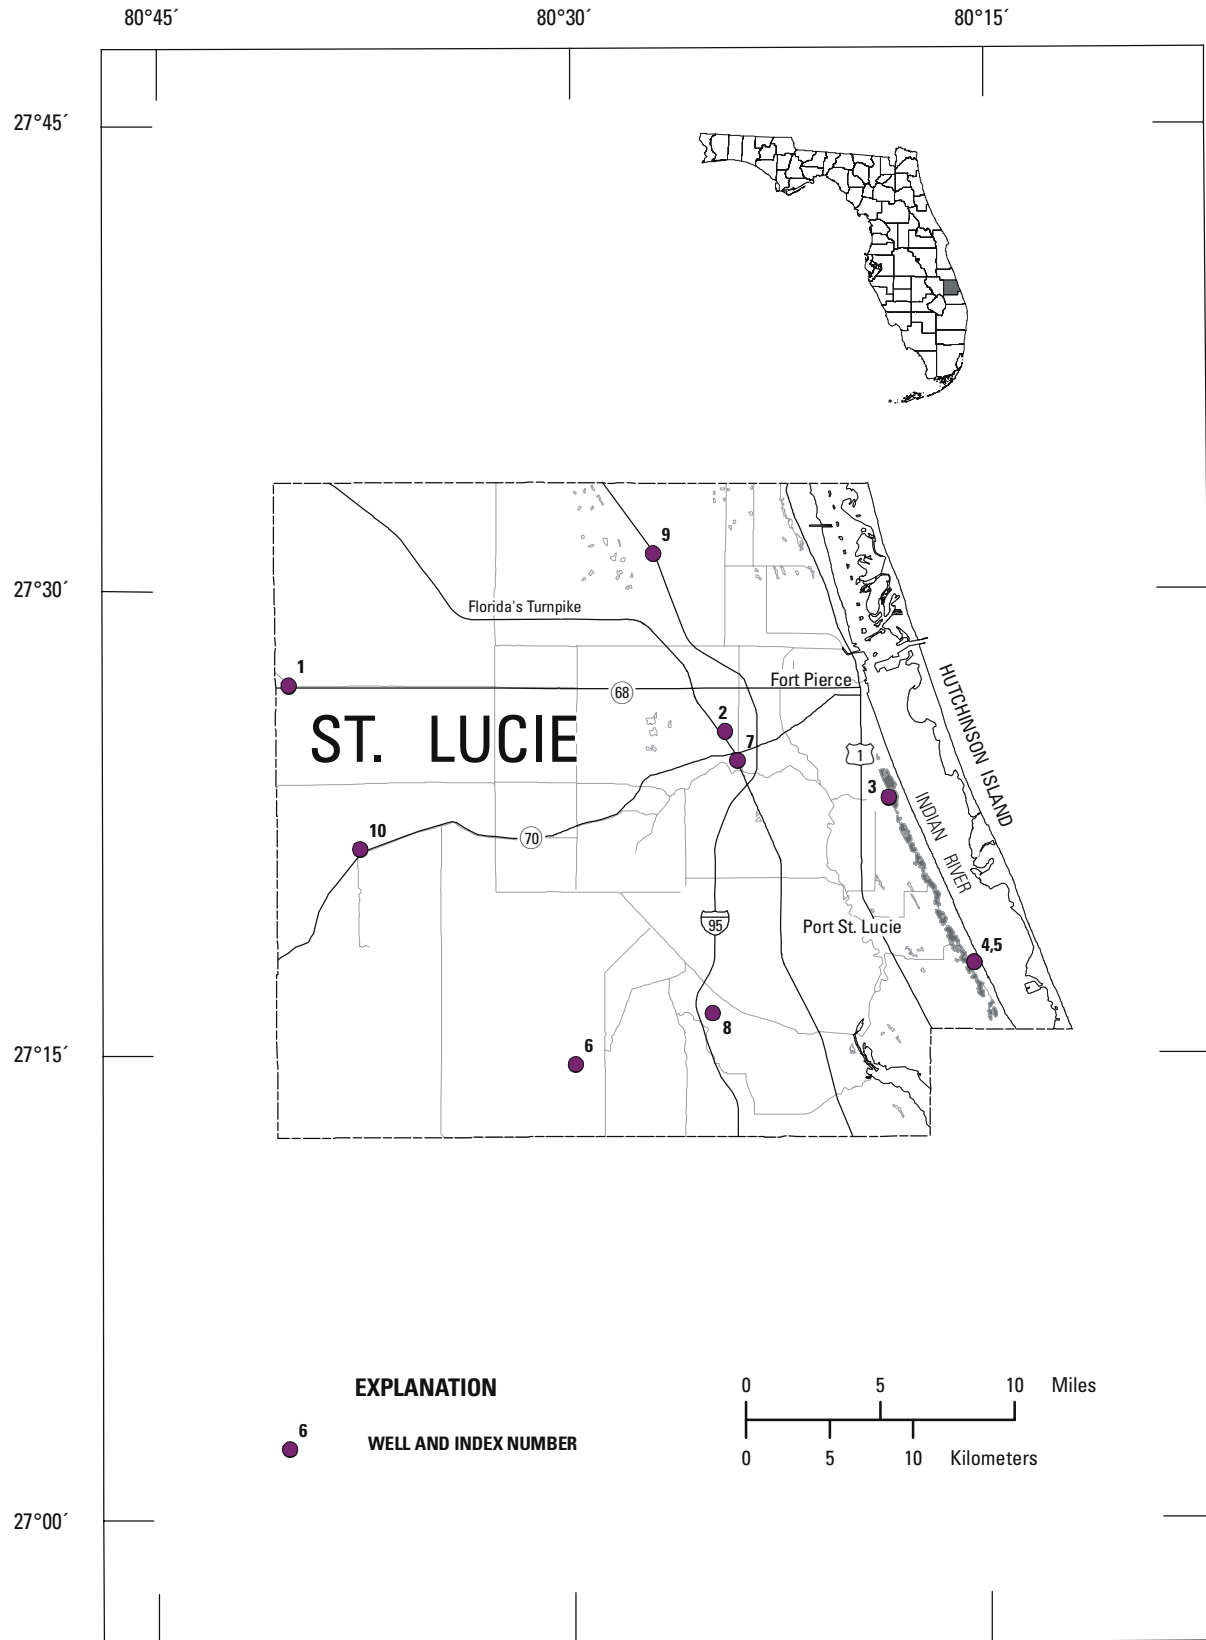 80°45´ 80°30´ 80°15´
27°45´
27°30´
9
Florida's Turnpike
1
68
Fort Pierce
2
ST. LUCIE
7
1
HUTCHINSON ISLAND
3
INDIAN RIVER
10
70
95
Port St. Lucie
4,5
8
27°15´
6
EXPLANATION
6
WELL AND INDEX NUMBER
0 5 10 Miles
0 5 10 Kilometers
27°00´